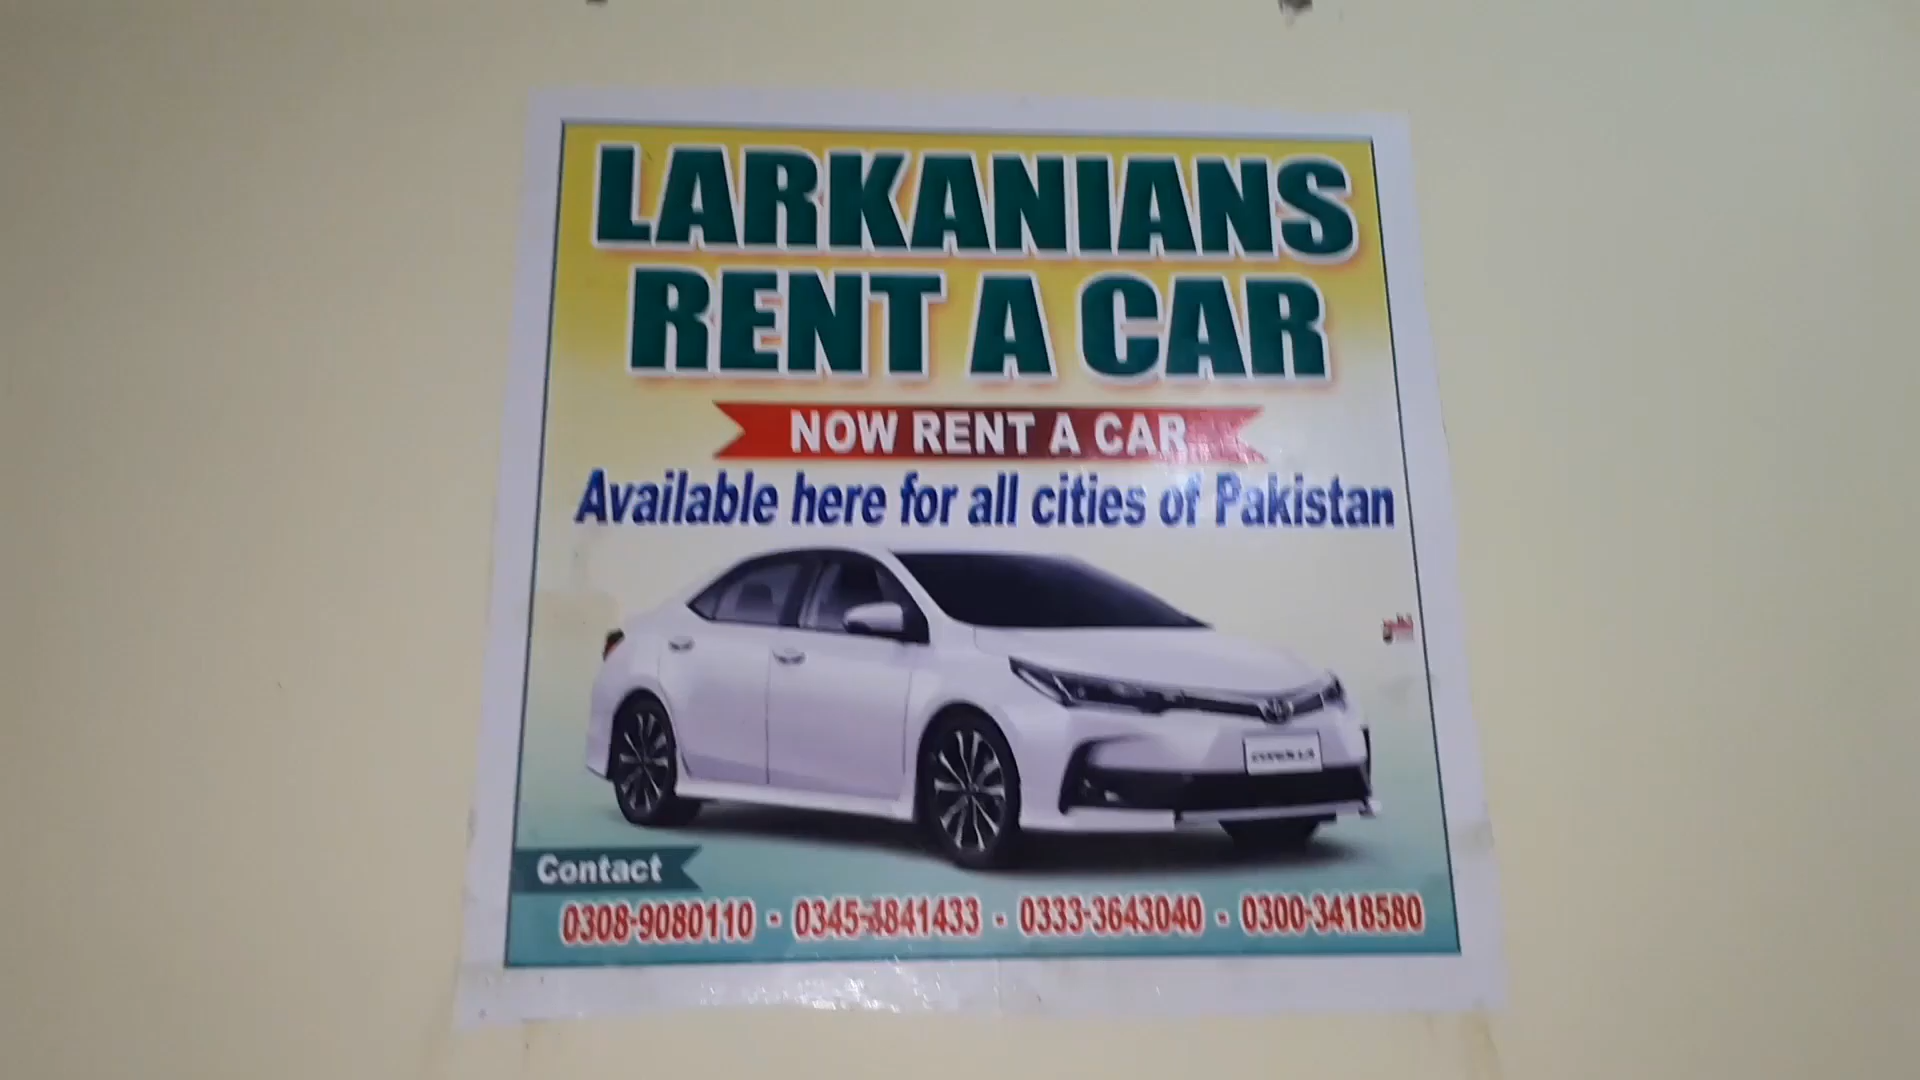 LARKANIANS
RENT A CAR
NOW RENT A CAR
Available here for all cities of Pakistan
Contact
0308-9080110 - 0333-3643040 - 0300-3418580